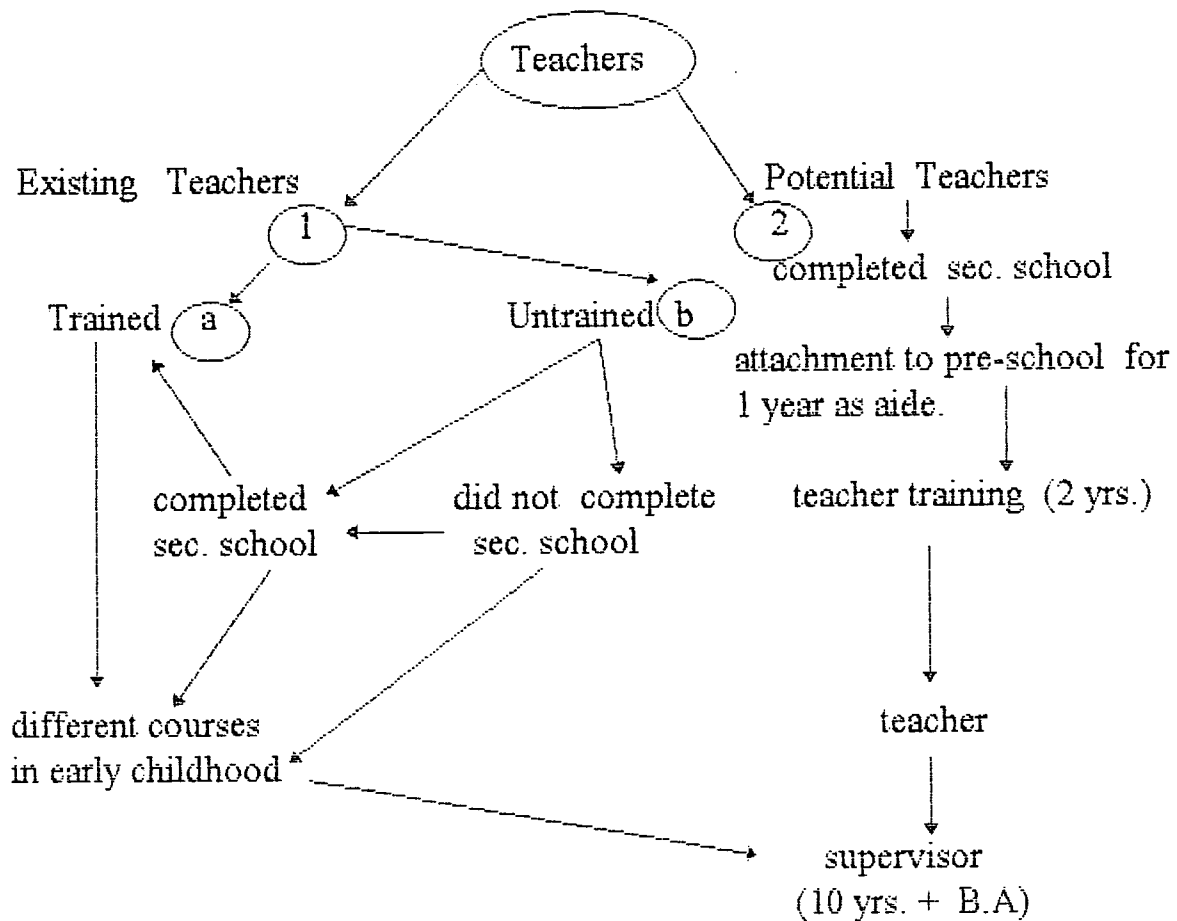 Teachers
Existing Teachers
Potential Teachers
1
2
completed sec. school
Trained a
Untrained b
attachment to pre-school for
1 year as aide.
completed
sec. school
did not complete
sec. school
teacher training (2 yrs.)
different courses
in early childhood
teacher
supervisor
(10 yrs. + B.A)